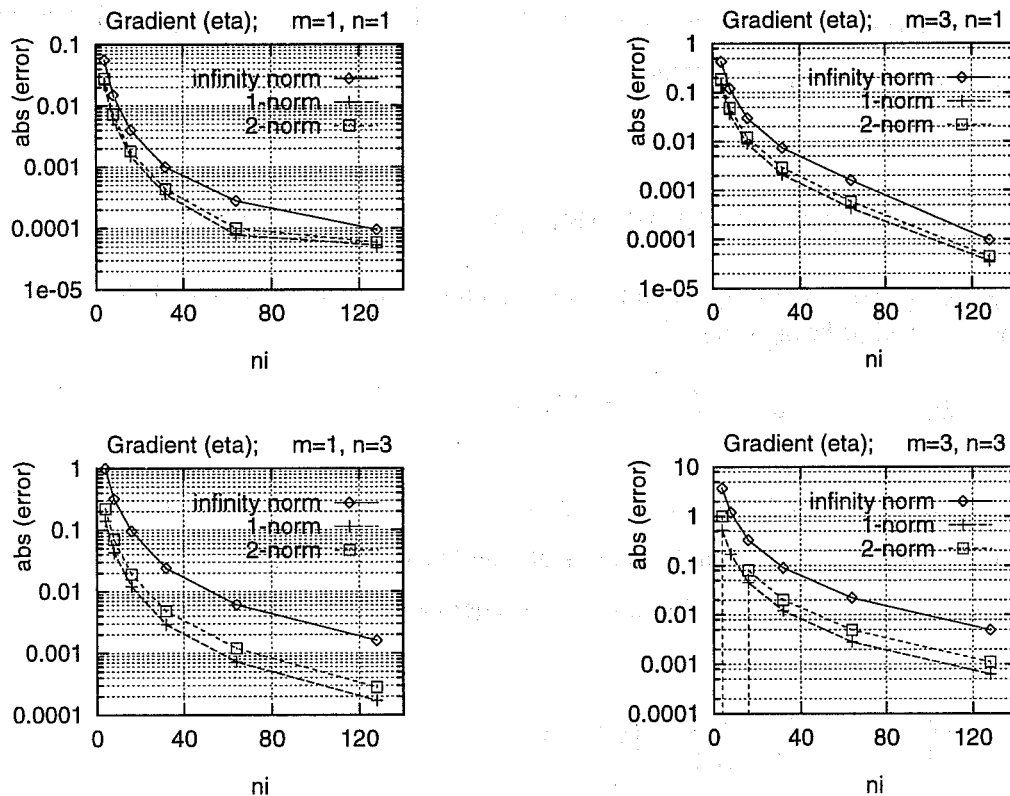 Gradient (eta); m=1, n=1
abs (error)
0.1
0.01
0.001
0.0001
1e-05
infinity norm
1-norm
2-norm
0 40 80 120
ni
Gradient (eta); m=3, n=1
abs (error)
1
0.1
0.01
0.001
0.0001
1e-05
infinity norm
1-norm
2-norm
0 40 80 120
ni
Gradient (eta); m=1, n=3
abs (error)
1
0.1
0.01
0.001
0.0001
infinity norm
1-norm
2-norm
0 40 80 120
ni
Gradient (eta); m=3, n=3
abs (error)
10
1
0.1
0.01
0.001
0.0001
infinity norm
1-norm
2-norm
0 40 80 120
ni